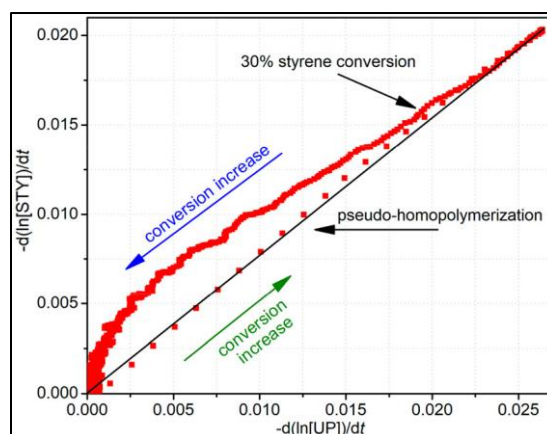 0.020
0.015
0.010
0.005
0.000
-d(ln[STY])/dt
30% styrene conversion
conversion increase
pseudo-homopolymerization
conversion
increase
0.000
0.005
0.010
0.015
0.020
0.025
-d(ln[UP])/dt